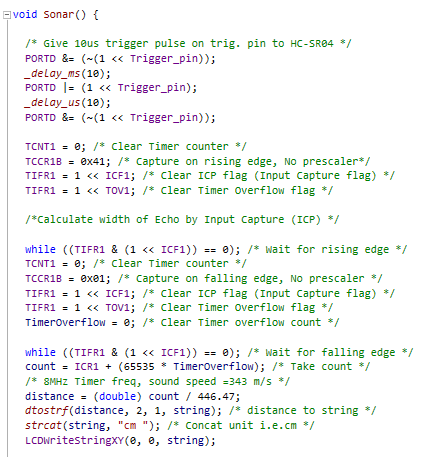 void Sonar() {
/* Give 10us trigger pulse on trig. pin to HC-SR04 */
PORTD &= (~(1 << Trigger_pin));
_delay_ms(10);
PORTD |= (1 << Trigger_pin);
_delay_us(10);
PORTD &= (~(1 << Trigger_pin));
TCNT1 = 0; /* Clear Timer counter */
TCCR1B = 0x41; /* Capture on rising edge, No prescaler*/
TIFR1 = 1 << ICF1; /* Clear ICP flag (Input Capture flag) */
TIFR1 = 1 << TOV1; /* Clear Timer Overflow flag */
/*Calculate width of Echo by Input Capture (ICP) */
while ((TIFR1 & (1 << ICF1)) == 0); /* Wait for rising edge */
TCNT1 = 0; /* Clear Timer counter */
TCCR1B = 0x01; /* Capture on falling edge, No prescaler */
TIFR1 = 1 << ICF1; /* Clear ICP flag (Input Capture flag) */
TIFR1 = 1 << TOV1; /* Clear Timer Overflow flag */
TimerOverflow = 0; /* Clear Timer overflow count */
while ((TIFR1 & (1 << ICF1)) == 0); /* Wait for falling edge */
count = ICR1 + (65535 * TimerOverflow); /* Take count */
/* 8MHz Timer freq, sound speed =343 m/s */
distance = (double) count / 446.47;
dtostrf(distance, 2, 1, string); /* distance to string */
strcat(string, "cm "); /* Concat unit i.e.cm */
LCDWriteStringXY(0, 0, string);